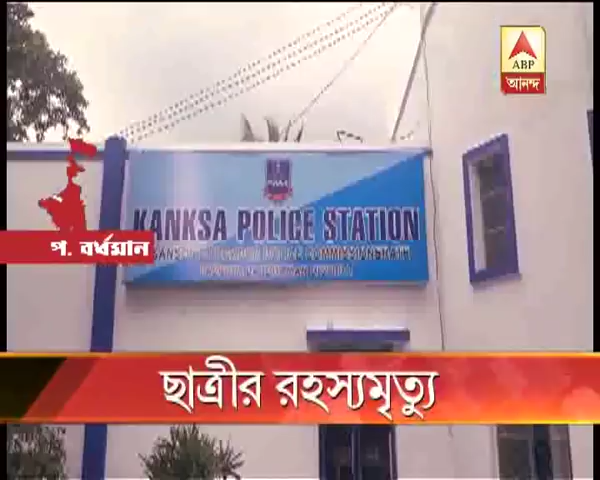 ABP
আনন্দ
KANKSA POLICE STATION
প. বর্ধমান
ছাত্রীর রহস্যমৃত্যু